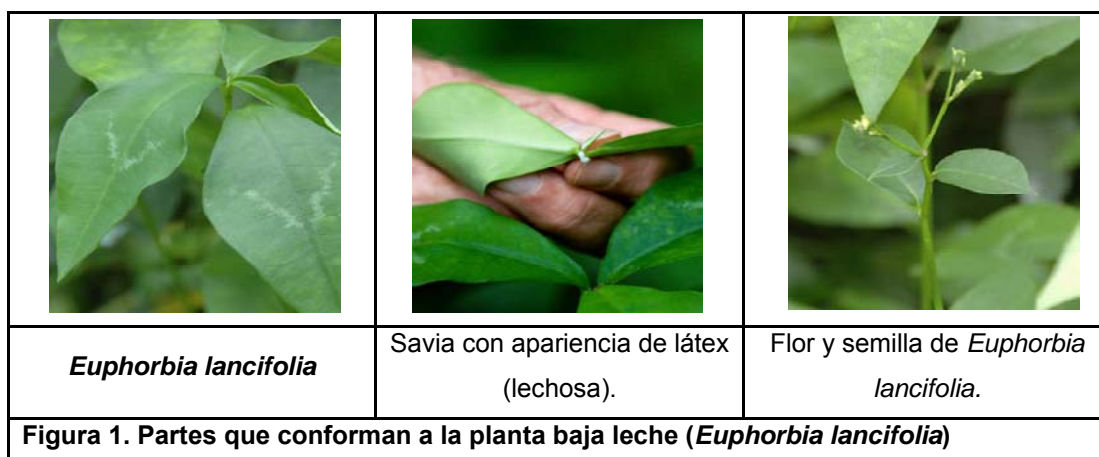 Euphorbia lancifolia
Savia con apariencia de látex
(lechosa).
Flor y semilla de Euphorbia
lancifolia.
Figura 1. Partes que conforman a la planta baja leche (Euphorbia lancifolia)